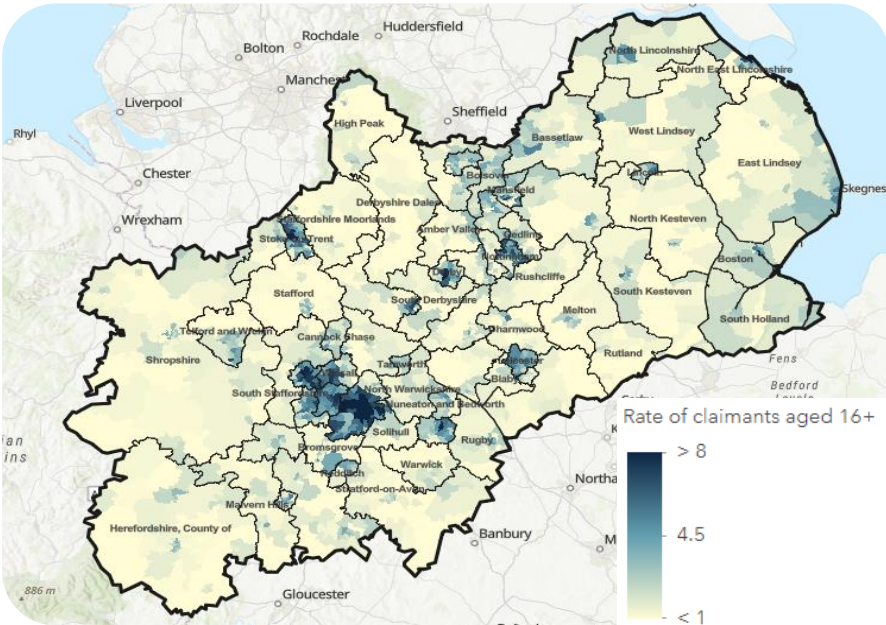 Huddersfield
Rochdale
Bolton
Manchest
Liverpool
Sheffield
Rhyl
Chester
Wrexham
North Lincolnshire
North East Lincolnshire
High Peak
Bassetlaw
West Lindsey
East Lindsey
Bolsover
Lincoln
Mansfield
Skegnes
Derbyshire Dales
Staffordshire Moorlands
North Kesteven
Stoke-on-Trent
Amber Valley
Gedling
Nottingham
Boston
Derby
Rushcliffe
Stafford
South Derbyshire
South Kesteven
Melton
South Holland
Telford and Wrekin
Charnwood
Cannock Chase
Shropshire
Rutland
Tamworth
Leicester
Fens
Walsall
Blaby
South Staffordshire
North Warwickshire
Bedford
Levels
Nuneaton and Bedworth
Solihull
Rugby
Bromsgrove
Warwick
Redditch
Stratford-on-Avon
Malvern Hills
Northa
Herefordshire, County of
Banbury
886 m
Gloucester
Rate of claimants aged 16+
> 8
4.5
< 1